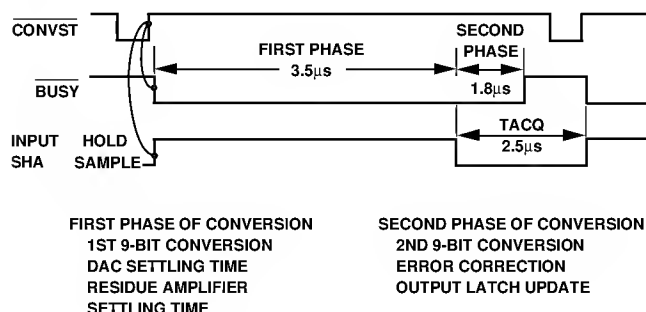 CONVST
FIRST PHASE
3.5µs
SECOND
PHASE
1.8µs
BUSY
INPUT HOLD
SHA SAMPLE
TACQ
2.5µs
FIRST PHASE OF CONVERSION
1ST 9-BIT CONVERSION
DAC SETTLING TIME
RESIDUE AMPLIFIER
SETTLING TIME
SECOND PHASE OF CONVERSION
2ND 9-BIT CONVERSION
ERROR CORRECTION
OUTPUT LATCH UPDATE